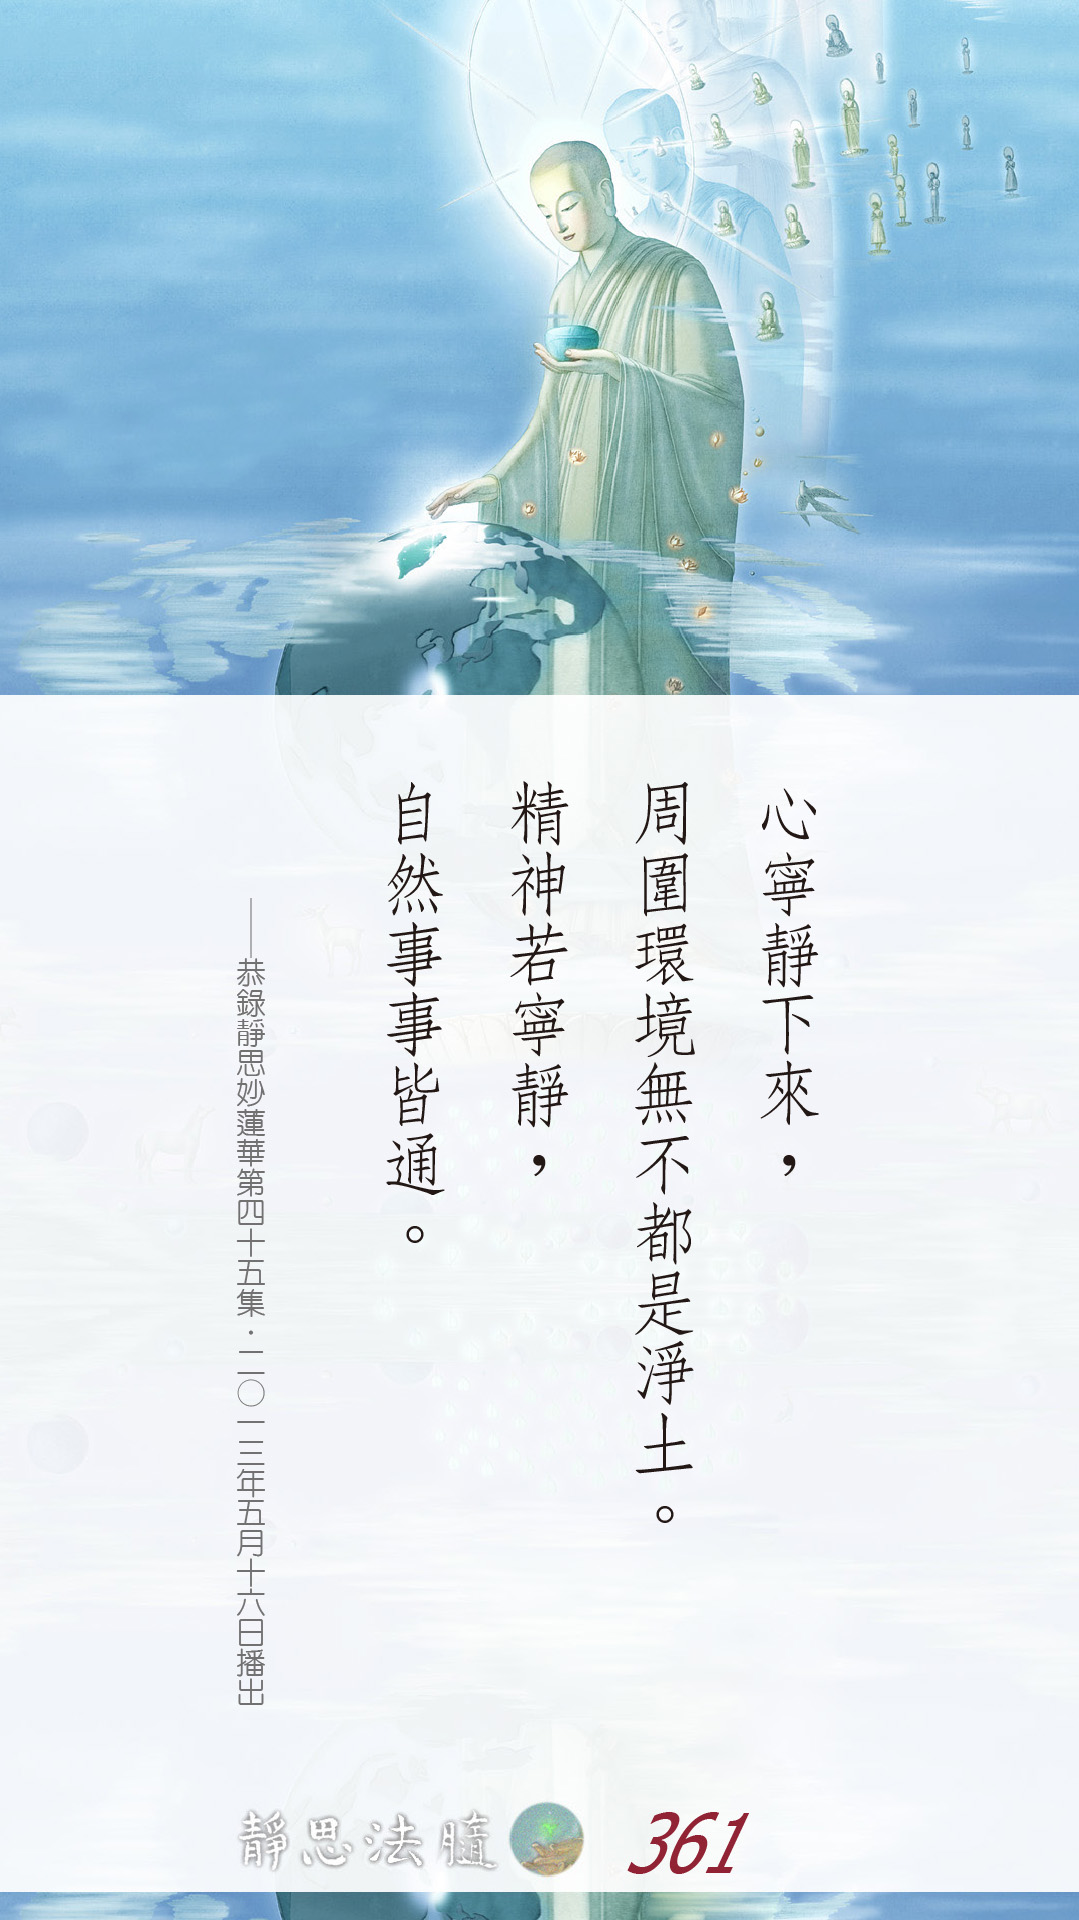 心寧靜下來，
周圍環境無不都是淨土。
精神若寧靜，
自然事事皆通。
——恭錄靜思妙蓮華第四十五集・二〇一三年五月十六日播出
靜思法髓
361